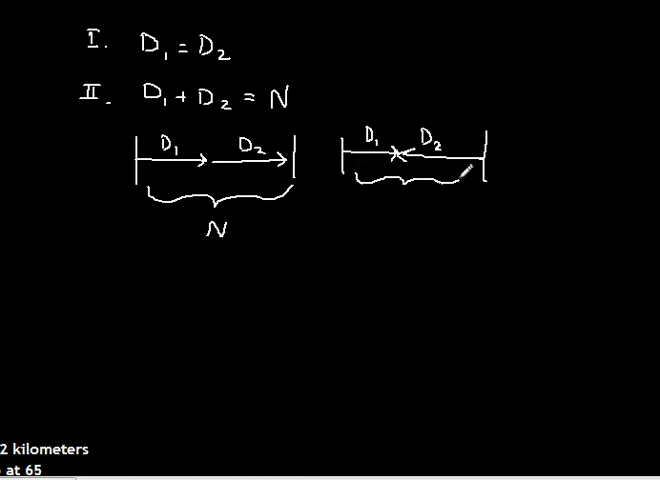 I. D₁ = D₂
II. D₁ + D₂ = N
D₁ D₂ D₁ D₂
N
2 kilometers
at 65